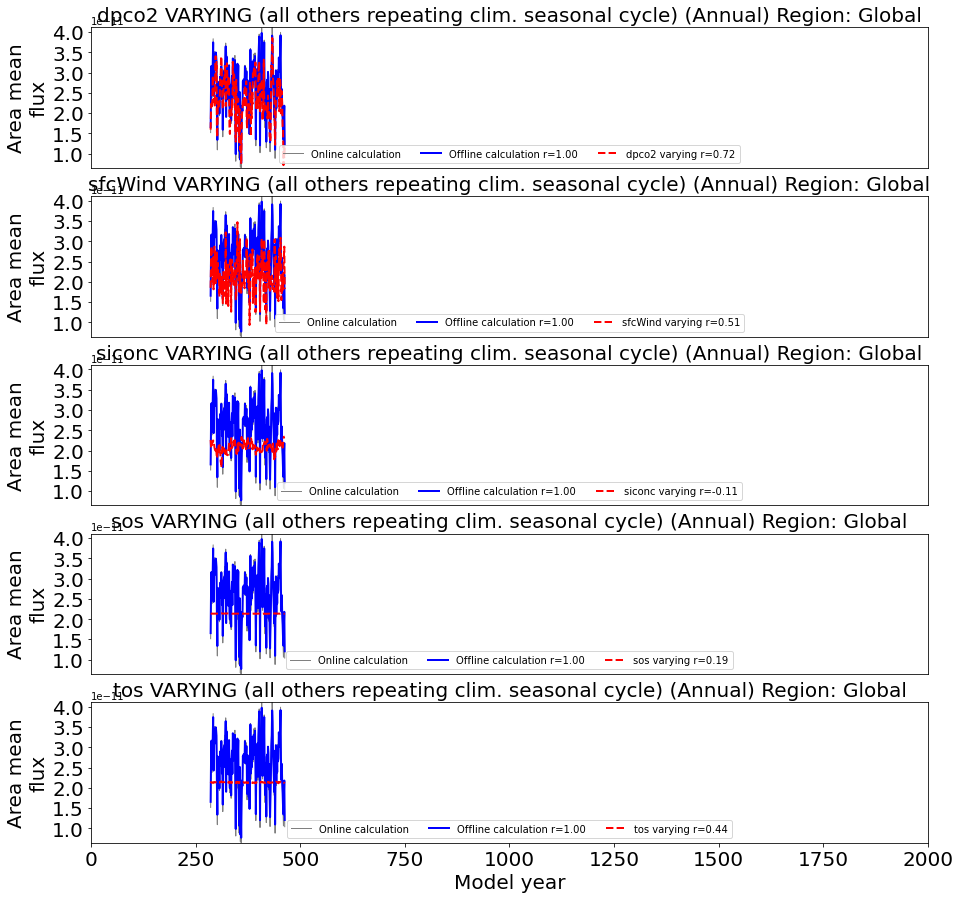 dpco2 VARYING (all others repeating clim. seasonal cycle) (Annual) Region: Global
1e−11
4.0
3.5
3.0
2.5
2.0
1.5
1.0
Area mean
flux
Online calculation Offline calculation r=1.00 dpco2 varying r=0.72
sfcWind VARYING (all others repeating clim. seasonal cycle) (Annual) Region: Global
1e−11
4.0
3.5
3.0
2.5
2.0
1.5
1.0
Area mean
flux
Online calculation Offline calculation r=1.00 sfcWind varying r=0.51
siconc VARYING (all others repeating clim. seasonal cycle) (Annual) Region: Global
1e−11
4.0
3.5
3.0
2.5
2.0
1.5
1.0
Area mean
flux
Online calculation Offline calculation r=1.00 siconc varying r=-0.11
sos VARYING (all others repeating clim. seasonal cycle) (Annual) Region: Global
1e−11
4.0
3.5
3.0
2.5
2.0
1.5
1.0
Area mean
flux
Online calculation Offline calculation r=1.00 sos varying r=0.19
tos VARYING (all others repeating clim. seasonal cycle) (Annual) Region: Global
1e−11
4.0
3.5
3.0
2.5
2.0
1.5
1.0
Area mean
flux
Online calculation Offline calculation r=1.00 tos varying r=0.44
0 250 500 750 1000 1250 1500 1750 2000
Model year